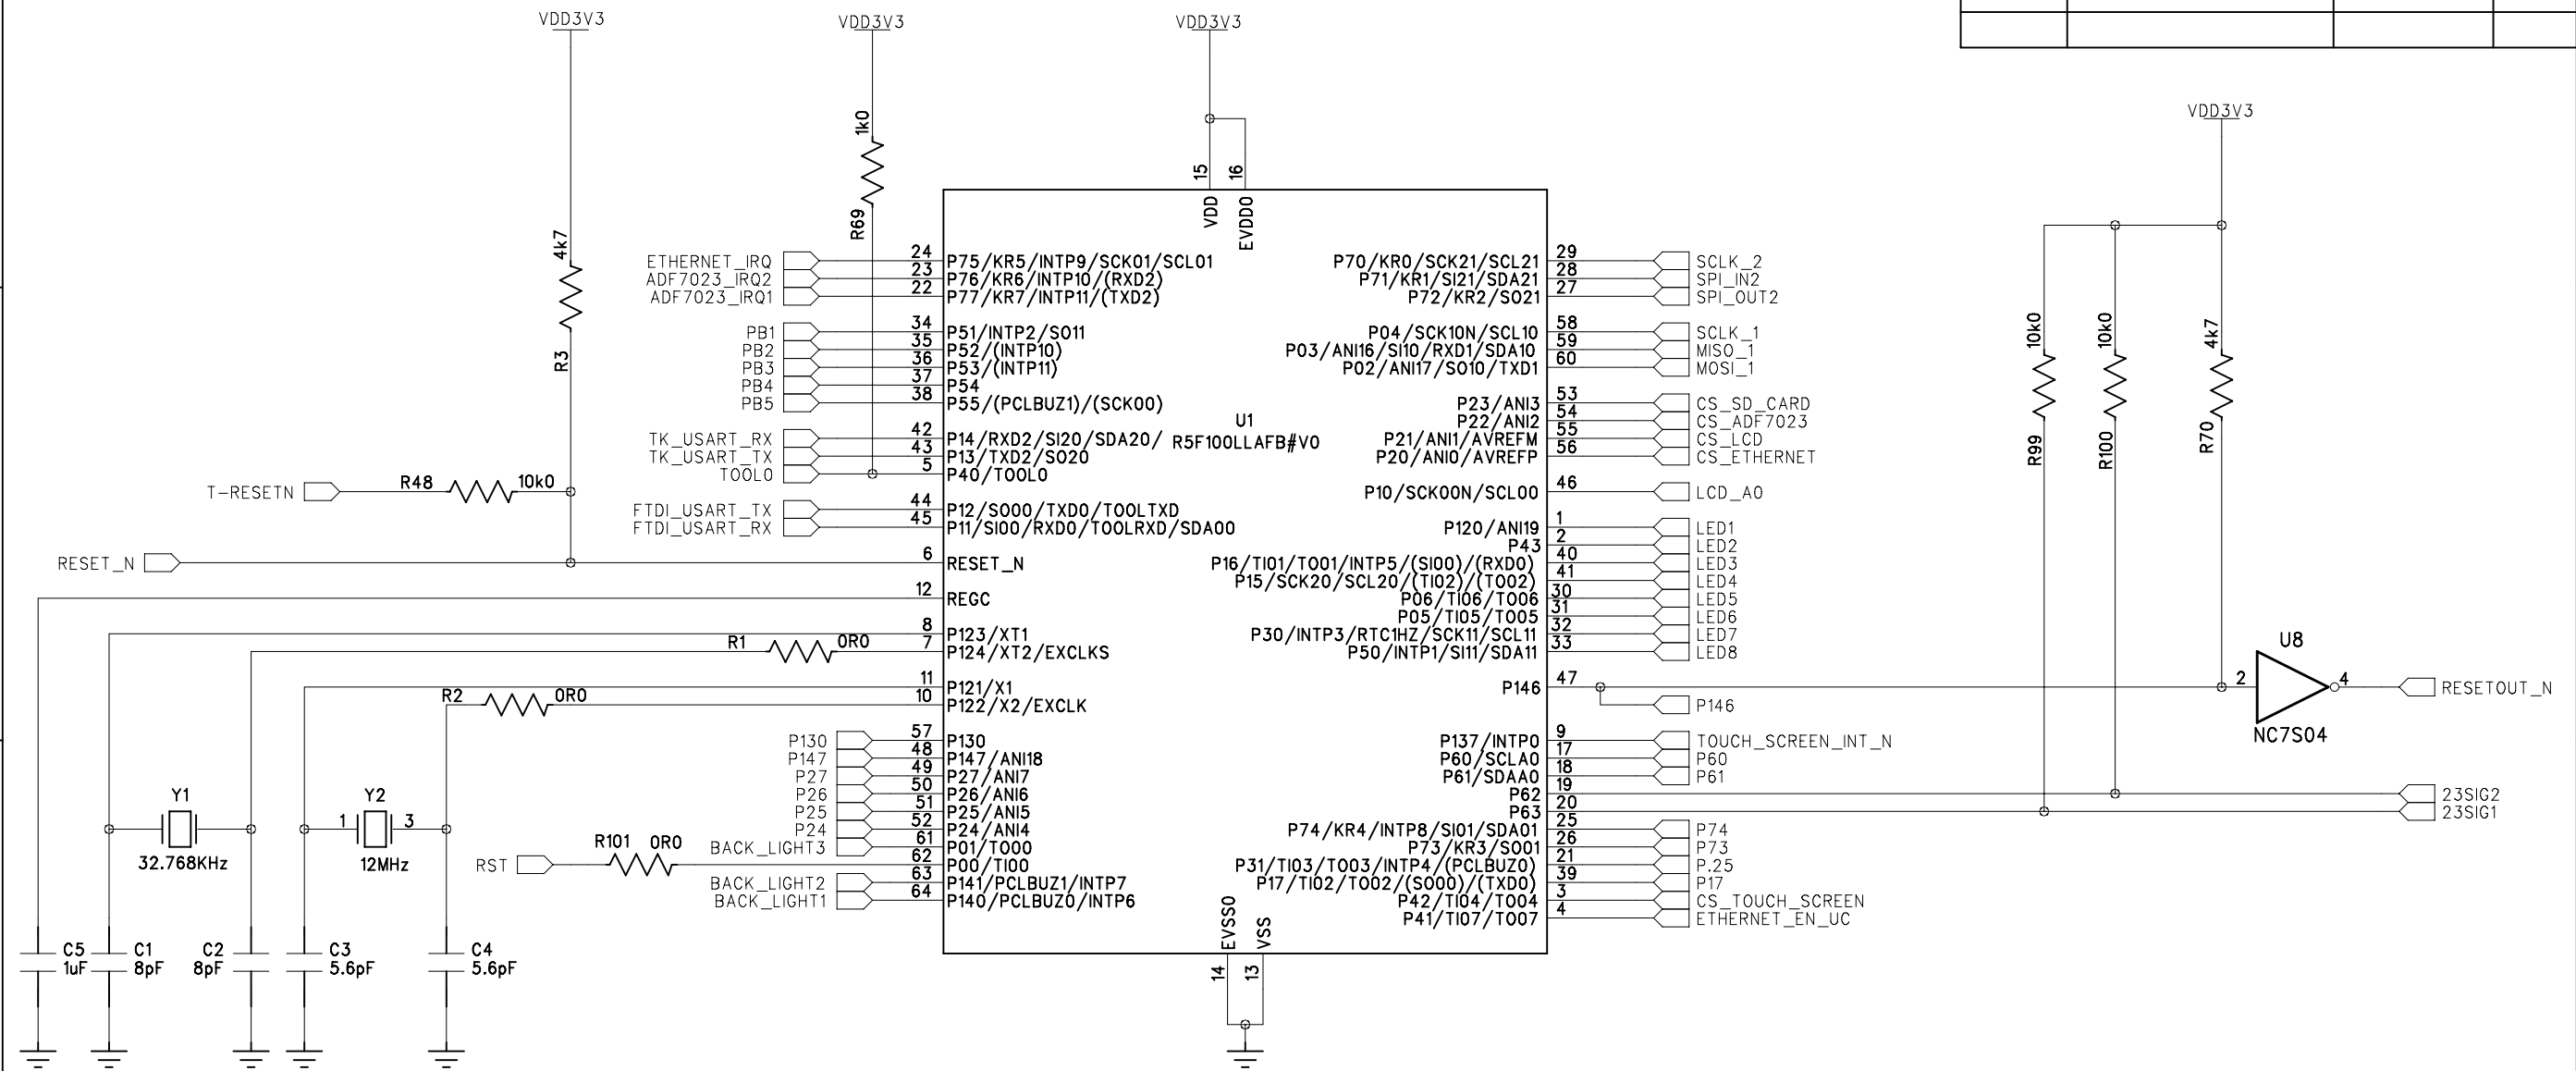 VDD3V3
VDD3V3
VDD3V3
VDD3V3
4k7
R3
1k0
R69
15
16
VDD
EVDD0
U1
R5F100LLAFB#V0
ETHERNET_IRQ 24 P75/KR5/INTP9/SCK01/SCL01
ADF7023_IRQ2 23 P76/KR6/INTP10/(RXD2)
ADF7023_IRQ1 22 P77/KR7/INTP11/(TXD2)
PB1 34 P51/INTP2/SO11
PB2 35 P52/(INTP10)
PB3 36 P53/(INTP11)
PB4 37 P54
PB5 38 P55/(PCLBUZ1)/(SCK00)
TK_USART_RX 42 P14/RXD2/SI20/SDA20/
TK_USART_TX 43 P13/TXD2/SO20
TOOL0 5 P40/TOOL0
T-RESETN R48 10k0
FTDI_USART_TX 44 P12/SO00/TXD0/TOOLTXD
FTDI_USART_RX 45 P11/SI00/RXD0/TOOLRXD/SDA00
RESET_N 6 RESET_N
12 REGC
8 P123/XT1
R1 0R0 7 P124/XT2/EXCLKS
11 P121/X1
R2 0R0 10 P122/X2/EXCLK
P130 57 P130
P147 48 P147/ANI18
P27 49 P27/ANI7
P26 50 P26/ANI6
P25 51 P25/ANI5
P24 52 P24/ANI4
BACK_LIGHT3 61 P01/TO00
RST R101 0R0 62 P00/TI00
BACK_LIGHT2 63 P141/PCLBUZ1/INTP7
BACK_LIGHT1 64 P140/PCLBUZ0/INTP6
Y1
32.768KHz
Y2
1 3
12MHz
C5
1uF
C1
8pF
C2
8pF
C3
5.6pF
C4
5.6pF
EVSS0
VSS
14
13
P70/KR0/SCK21/SCL21 29 SCLK_2
P71/KR1/SI21/SDA21 28 SPI_IN2
P72/KR2/SO21 27 SPI_OUT2
P04/SCK10N/SCL10 58 SCLK_1
P03/ANI16/SI10/RXD1/SDA10 59 MISO_1
P02/ANI17/SO10/TXD1 60 MOSI_1
P23/ANI3 53 CS_SD_CARD
P22/ANI2 54 CS_ADF7023
P21/ANI1/AVREFM 55 CS_LCD
P20/ANI0/AVREFP 56 CS_ETHERNET
P10/SCK00N/SCL00 46 LCD_A0
P120/ANI19 1 LED1
P43 2 LED2
P16/TI01/TO01/INTP5/(SI00)/(RXD0) 40 LED3
P15/SCK20/SCL20/(TI02)/(TO02) 41 LED4
P06/TI06/TO06 30 LED5
P05/TI05/TO05 31 LED6
P30/INTP3/RTC1HZ/SCK11/SCL11 32 LED7
P50/INTP1/SI11/SDA11 33 LED8
P146 47
P146
P137/INTP0 9 TOUCH_SCREEN_INT_N
P60/SCLA0 17 P60
P61/SDAA0 18 P61
P62 19 23SIG2
P63 20 23SIG1
P74/KR4/INTP8/SI01/SDA01 25 P74
P73/KR3/SO01 26 P73
P31/TI03/TO03/INTP4/(PCLBUZ0) 21 P.25
P17/TI02/TO02/(SO00)/(TXD0) 39 P17
P42/TI04/TO04 3 CS_TOUCH_SCREEN
P41/TI07/TO07 4 ETHERNET_EN_UC
10k0
R99
10k0
R100
4k7
R70
U8
2 4 RESETOUT_N
NC7S04